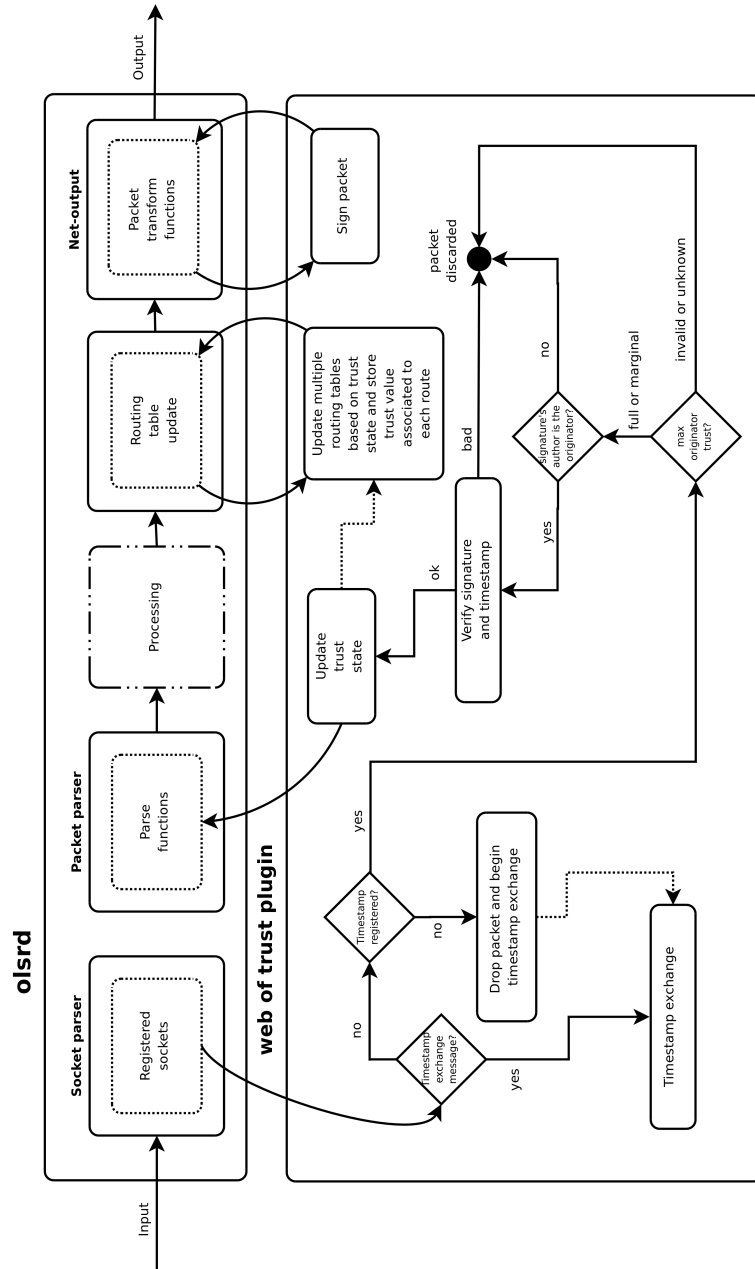 olsrd
Input
Socket parser
Registered
sockets
Packet parser
Parse
functions
Processing
Routing
table
update
Net-output
Packet
transform
functions
Output
web of trust plugin
Timestamp
exchange
message?
no
yes
Timestamp
registered?
no
yes
Drop packet and begin
timestamp exchange
Timestamp exchange
Update
trust
state
ok
Verify signature
and timestamp
bad
yes
no
signature's
author is the
originator?
full or marginal
max
originator
trust?
invalid or unknown
packet
discarded
Update multiple
routing tables
based on trust
state and store
trust value
associated to
each route
Sign packet